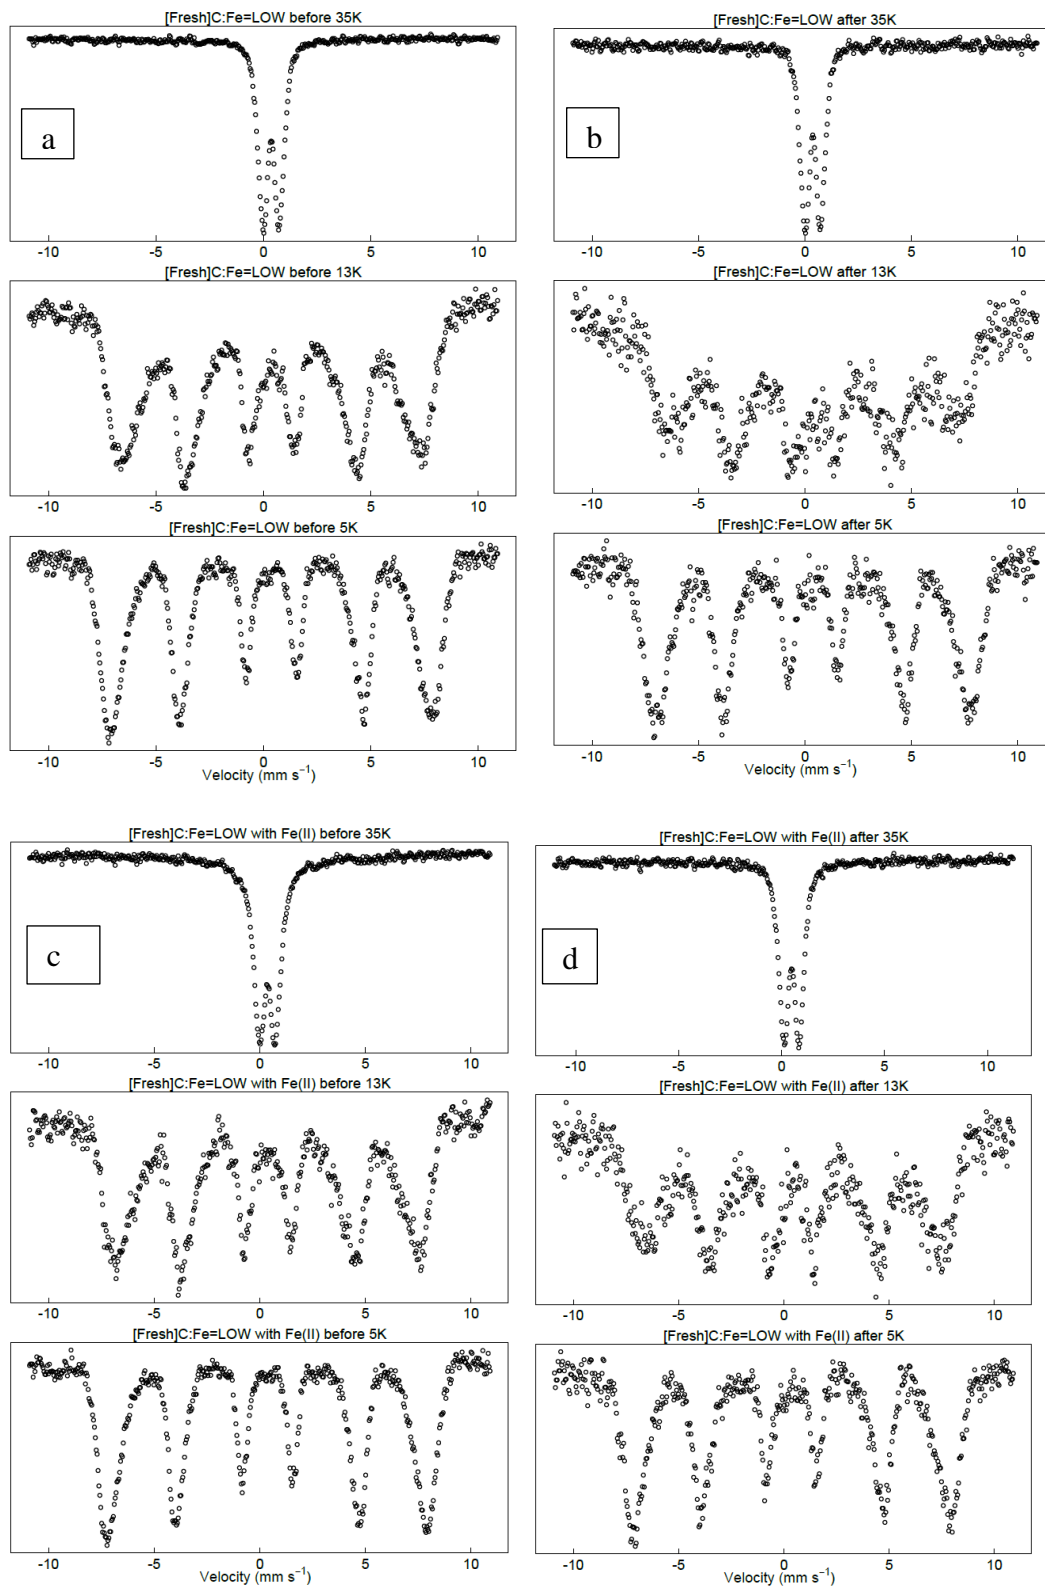 [Fresh]C:Fe=LOW before 35K
a
-10 -5 0 5 10
[Fresh]C:Fe=LOW before 13K
-10 -5 0 5 10
[Fresh]C:Fe=LOW before 5K
-10 -5 0 5 10
Velocity (mm s⁻¹)
[Fresh]C:Fe=LOW after 35K
b
-10 -5 0 5 10
[Fresh]C:Fe=LOW after 13K
-10 -5 0 5 10
[Fresh]C:Fe=LOW after 5K
-10 -5 0 5 10
Velocity (mm s⁻¹)
[Fresh]C:Fe=LOW with Fe(II) before 35K
c
-10 -5 0 5 10
[Fresh]C:Fe=LOW with Fe(II) before 13K
-10 -5 0 5 10
[Fresh]C:Fe=LOW with Fe(II) before 5K
-10 -5 0 5 10
Velocity (mm s⁻¹)
[Fresh]C:Fe=LOW with Fe(II) after 35K
d
-10 -5 0 5 10
[Fresh]C:Fe=LOW with Fe(II) after 13K
-10 -5 0 5 10
[Fresh]C:Fe=LOW with Fe(II) after 5K
-10 -5 0 5 10
Velocity (mm s⁻¹)